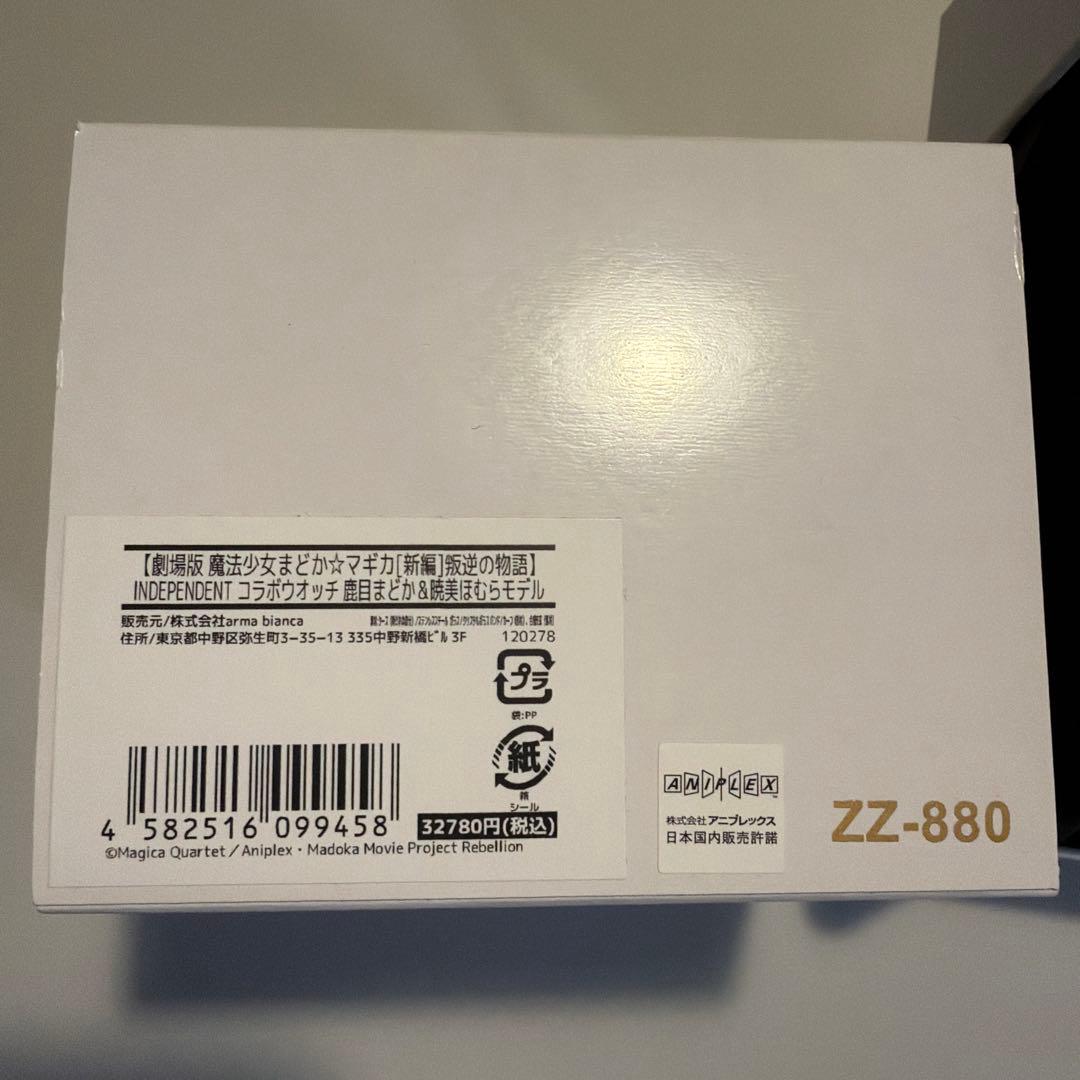 【劇場版 魔法少女まどか☆マギカ[新編]叛逆の物語】
INDEPENDENT コラボウオッチ 鹿目まどか＆暁美ほむらモデル
販売元/株式会社arma bianca
住所/東京都中野区弥生町3-35-13 335中野新橋ビル 3F 120278
プラ
袋:PP
紙
箱
シール
4 582516 099458
32780円(税込)
©Magica Quartet／Aniplex・Madoka Movie Project Rebellion
ANIPLEX
株式会社 アニプレックス
日本国内販売許諾
ZZ-880